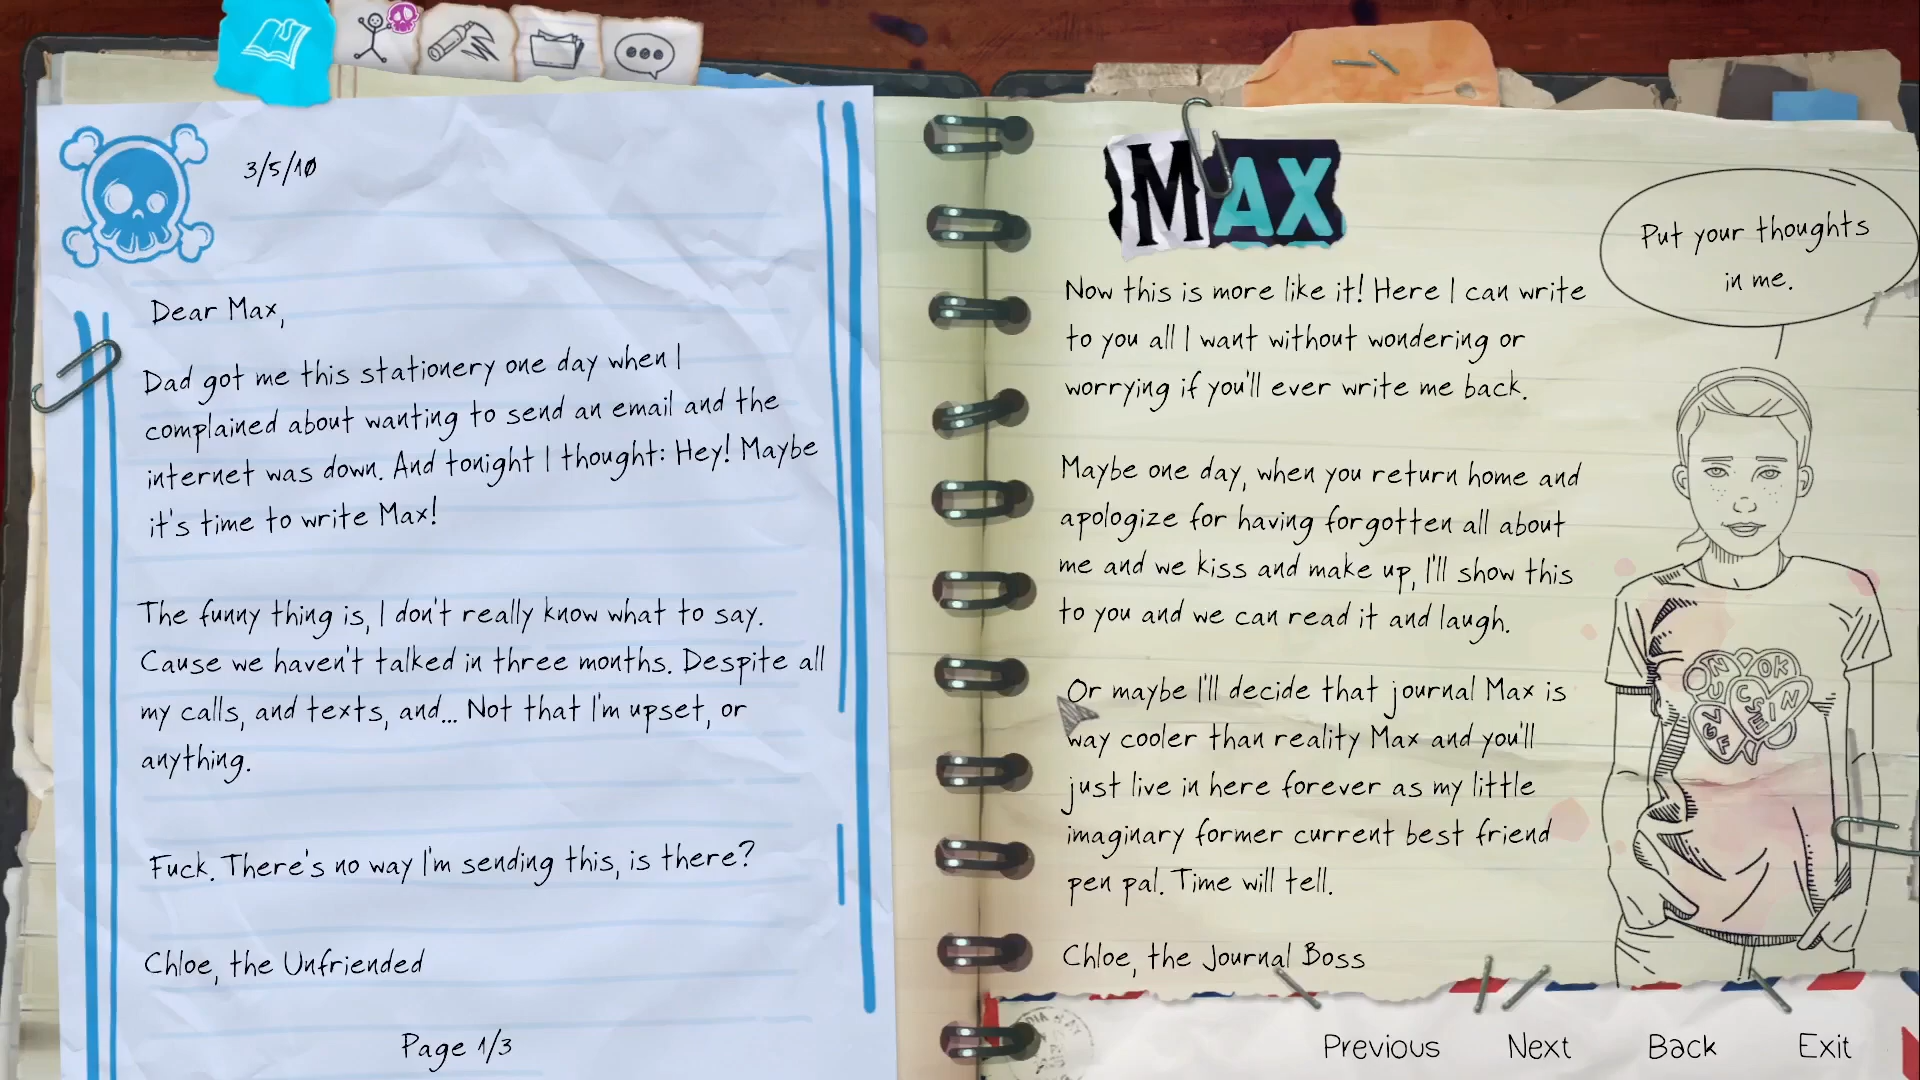 3/5/10
Dear Max,
Dad got me this stationery one day when I
complained about wanting to send an email and the
internet was down. And tonight I thought: Hey! Maybe
it's time to write Max!
The funny thing is, I don't really know what to say.
Cause we haven't talked in three months. Despite all
my calls, and texts, and... Not that I'm upset, or
anything.
Fuck. There's no way I'm sending this, is there?
Chloe, the Unfriended
Page 1/3
MAX
Now this is more like it! Here I can write
to you all I want without wondering or
worrying if you'll ever write me back.
Maybe one day, when you return home and
apologize for having forgotten all about
me and we kiss and make up, I'll show this
to you and we can read it and laugh.
Or maybe I'll decide that journal Max is
way cooler than reality Max and you'll
just live in here forever as my little
imaginary former current best friend
pen pal. Time will tell.
Chloe, the Journal Boss
Put your thoughts
in me.
Previous
Next
Back
Exit